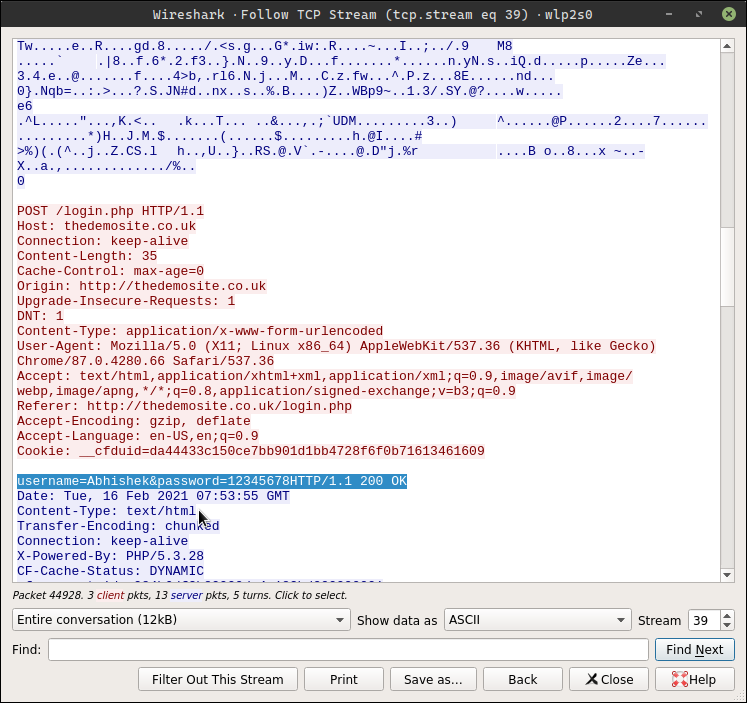 Wireshark · Follow TCP Stream (tcp.stream eq 39) · wlp2s0
Tw.....e..R....gd.8...../.<s.g...G*.iw:.R....~...I..;../.9 M8
.....` .|8..f.6*.2.f3..}.N..9..y.D...f.......*......n.yN.s..iQ.d.....p.....Ze...
3.4.e..@.......f....4>b,.rl6.N.j...M...C.z.fw...^.P.z...8E......nd...
0}.Nqb=..:.>...?.S.JN#d..nx..s..%.B....)Z..WBp9~..1.3/.SY.@?....w.....
e6
.^L....."...,K.<.. .k...T... ..&...,.;`UDM.........3..) ^......@P......2....7......
.........*)H..J.M.$.......(......$.........h.@I....#
>%)(.(^..j..Z.CS.l h..,U..}..RS.@.V`.-....@.D"j.%r ....B o..8...x ~..-
X..a.,............./%..
0
POST /login.php HTTP/1.1
Host: thedemosite.co.uk
Connection: keep-alive
Content-Length: 35
Cache-Control: max-age=0
Origin: http://thedemosite.co.uk
Upgrade-Insecure-Requests: 1
DNT: 1
Content-Type: application/x-www-form-urlencoded
User-Agent: Mozilla/5.0 (X11; Linux x86_64) AppleWebKit/537.36 (KHTML, like Gecko)
Chrome/87.0.4280.66 Safari/537.36
Accept: text/html,application/xhtml+xml,application/xml;q=0.9,image/avif,image/
webp,image/apng,*/*;q=0.8,application/signed-exchange;v=b3;q=0.9
Referer: http://thedemosite.co.uk/login.php
Accept-Encoding: gzip, deflate
Accept-Language: en-US,en;q=0.9
Cookie: __cfduid=da44433c150ce7bb901d1bb4728f6f0b71613461609
username=Abhishek&password=12345678HTTP/1.1 200 OK
Date: Tue, 16 Feb 2021 07:53:55 GMT
Content-Type: text/html
Transfer-Encoding: chunked
Connection: keep-alive
X-Powered-By: PHP/5.3.28
CF-Cache-Status: DYNAMIC
Packet 44928. 3 client pkts, 13 server pkts, 5 turns. Click to select.
Entire conversation (12kB) Show data as ASCII Stream 39
Find: Find Next
Filter Out This Stream Print Save as... Back Close Help